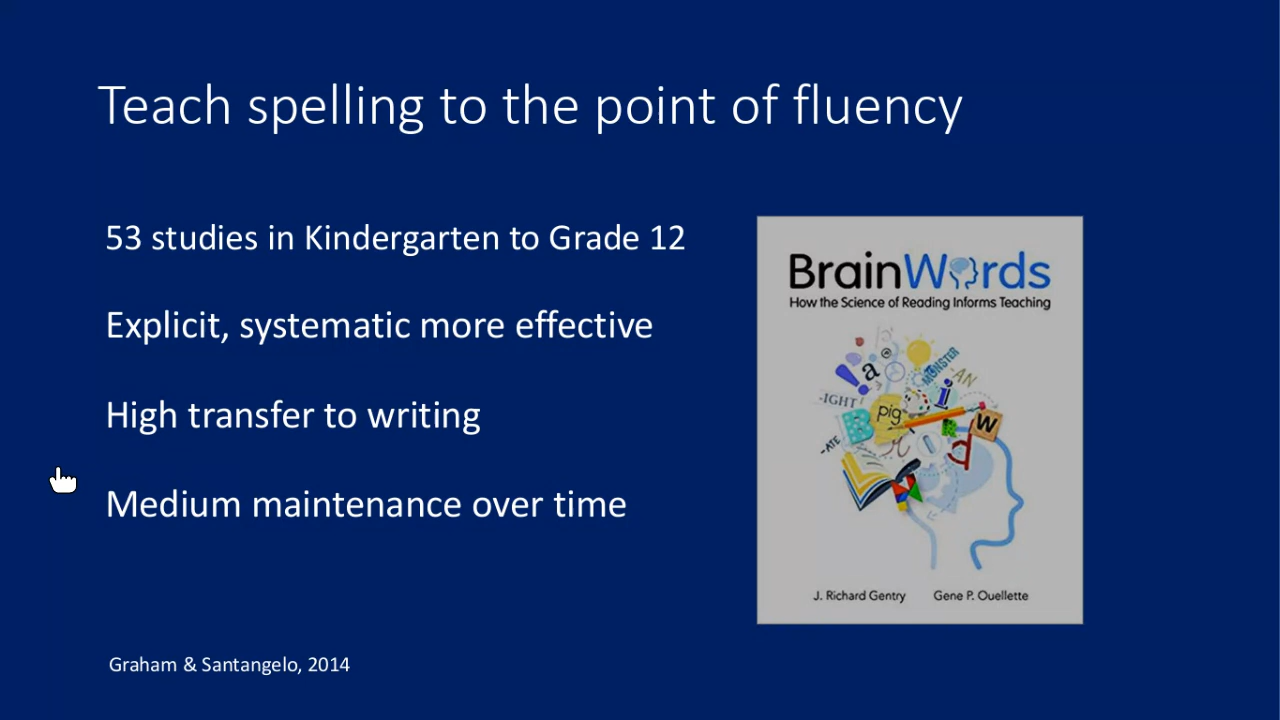 Teach spelling to the point of fluency
53 studies in Kindergarten to Grade 12
Explicit, systematic more effective
High transfer to writing
Medium maintenance over time
Graham & Santangelo, 2014
BrainWords
How the Science of Reading Informs Teaching
a
B
MONSTER
-AN
-IGHT
i
pig
W
B
R
-ATE
d
J. Richard Gentry Gene P. Ouellette